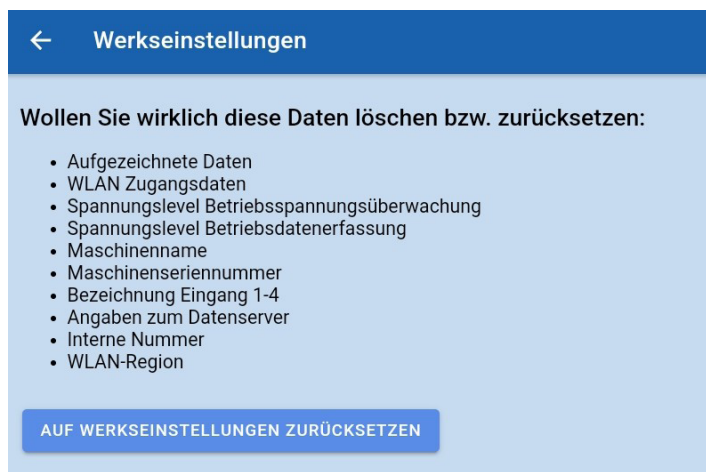 Werkseinstellungen
Wollen Sie wirklich diese Daten löschen bzw. zurücksetzen:
• Aufgezeichnete Daten
• WLAN Zugangsdaten
• Spannungslevel Betriebsspannungsüberwachung
• Spannungslevel Betriebsdatenerfassung
• Maschinenname
• Maschinenseriennummer
• Bezeichnung Eingang 1-4
• Angaben zum Datenserver
• Interne Nummer
• WLAN-Region
AUF WERKSEINSTELLUNGEN ZURÜCKSETZEN